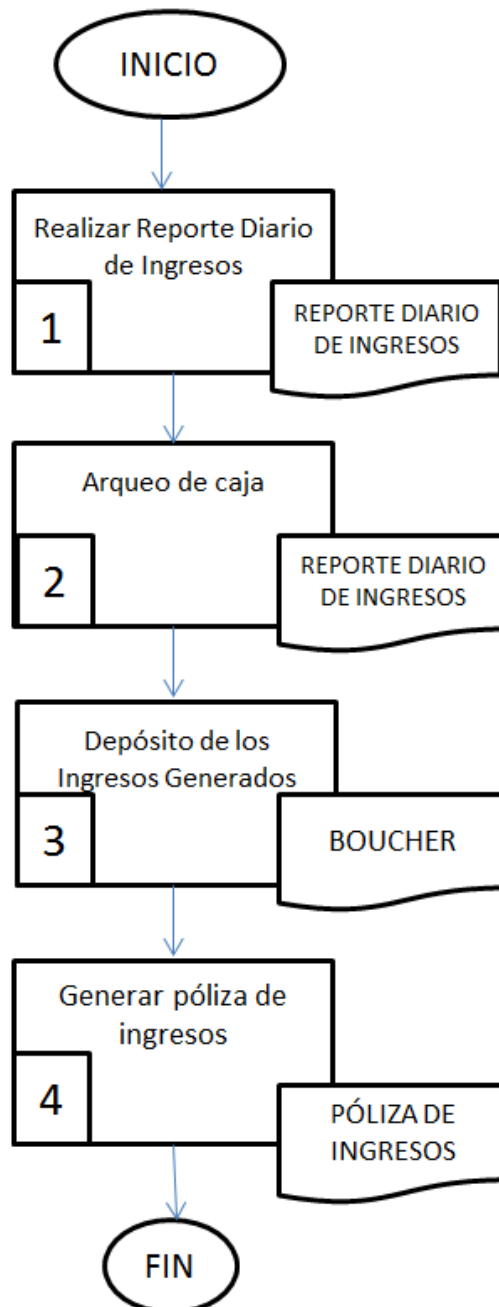 INICIO
Realizar Reporte Diario
de Ingresos
1
REPORTE DIARIO
DE INGRESOS
Arqueo de caja
2
REPORTE DIARIO
DE INGRESOS
Depósito de los
Ingresos Generados
3
BOUCHER
Generar póliza de
ingresos
4
PÓLIZA DE
INGRESOS
FIN